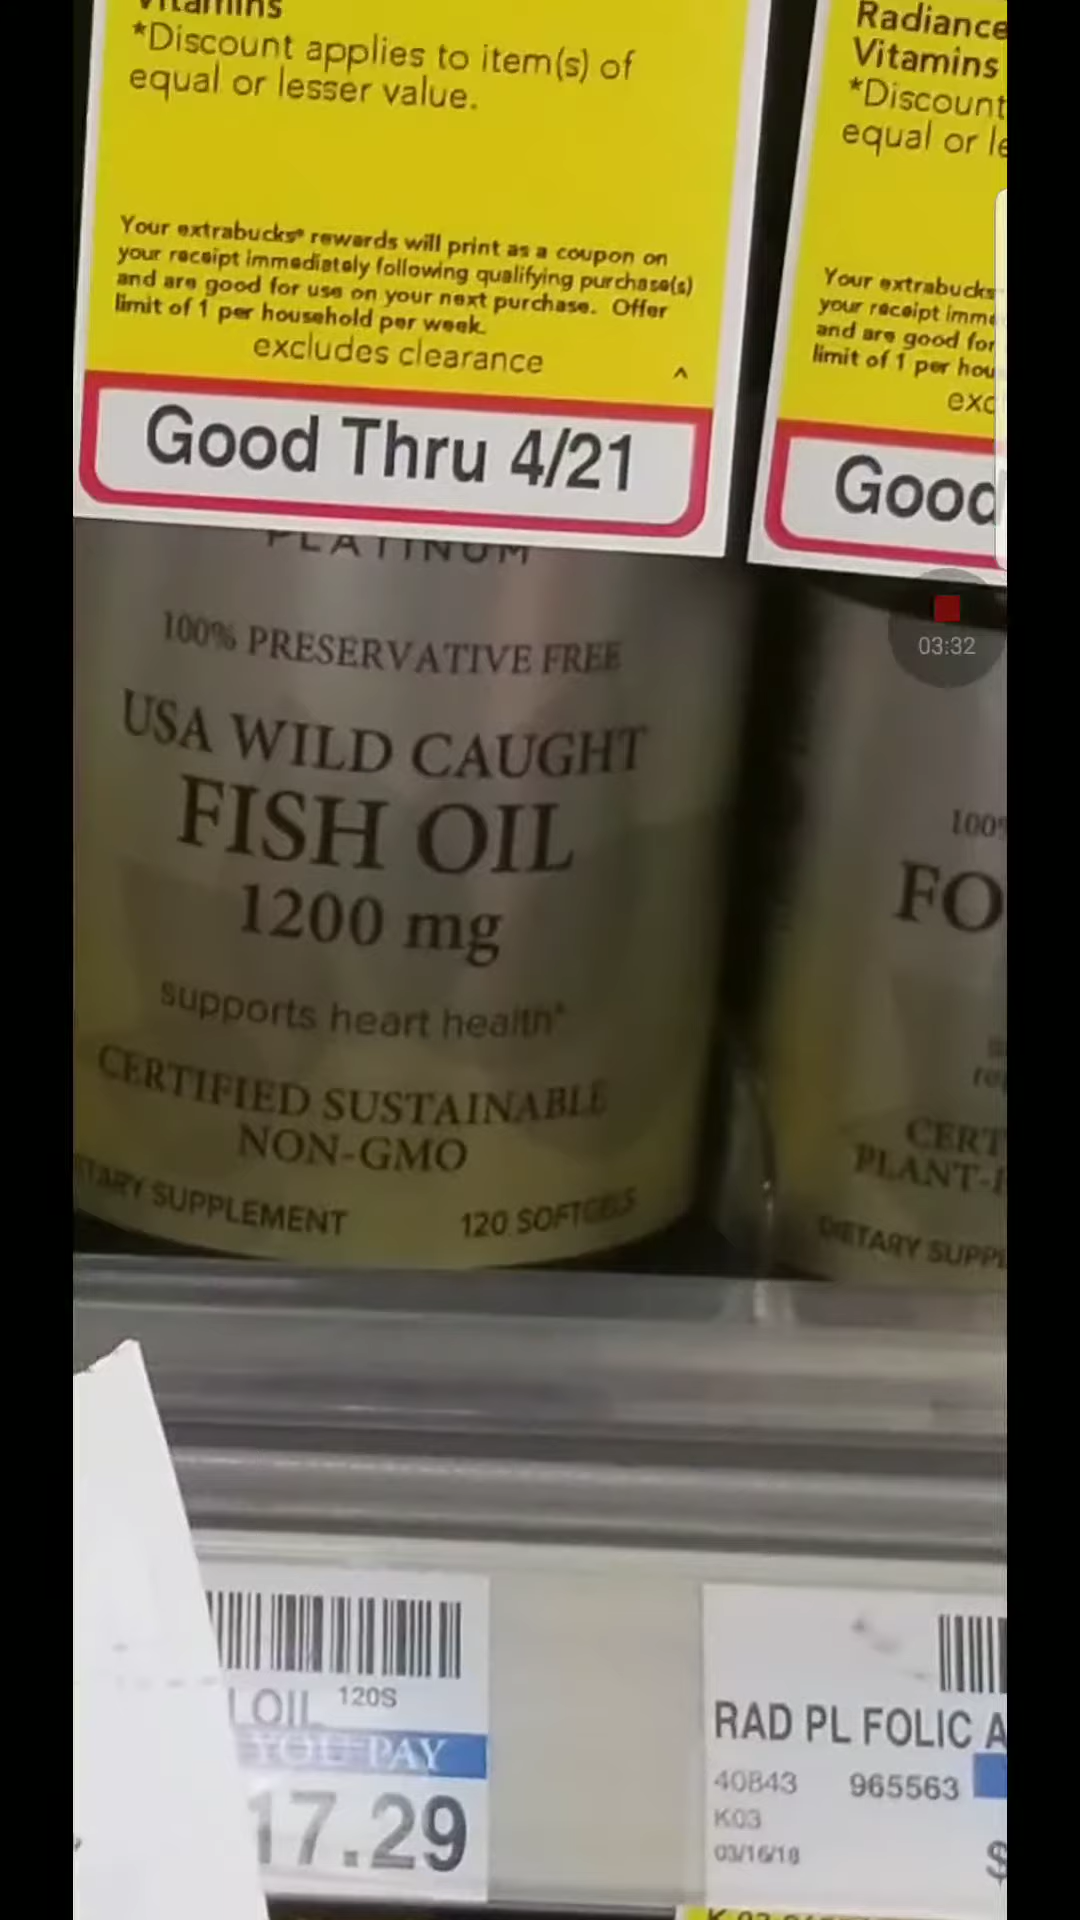 Vitamins
*Discount applies to item(s) of
equal or lesser value.
Your extrabucks® rewards will print as a coupon on
your receipt immediately following qualifying purchase(s)
and are good for use on your next purchase. Offer
limit of 1 per household per week.
excludes clearance
^
Good Thru 4/21
Radiance
Vitamins
*Discount
equal or le
Your extrabucks
your receipt imme
and are good for
limit of 1 per hou
exc
Good
03:32
PLATINUM
100% PRESERVATIVE FREE
USA WILD CAUGHT
FISH OIL
1200 mg
supports heart health*
CERTIFIED SUSTAINABLE
NON-GMO
TARY SUPPLEMENT 120 SOFTGELS
100%
FO
CERT
PLANT-
DIETARY SUPPL
OIL 120S
YOU PAY
17.29
RAD PL FOLIC A
40B43 965563
K03
03/16/18
$